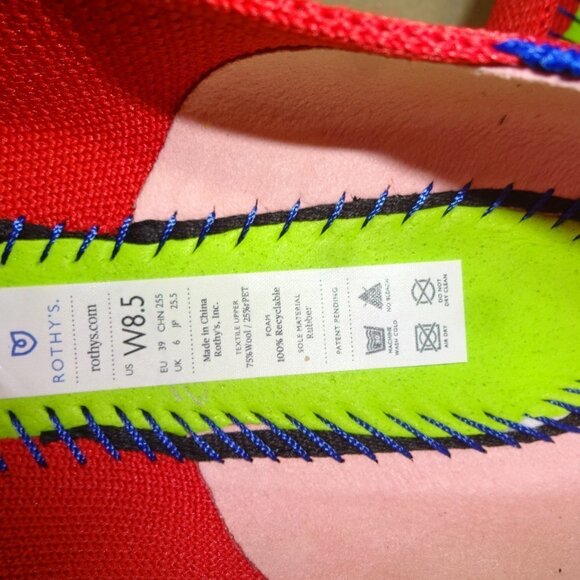 ROTHY'S.
rothys.com
US W8.5
EU 39 CHN 255
UK 6 JP 25.5
Made in China
Rothy's, Inc.
TEXTILE UPPER
75%Wool / 25%rPET
FOAM
100% Recyclable
SOLE MATERIAL
Rubber
PATENT PENDING
MACHINE
WASH COLD
NO BLEACH
AIR DRY
DO NOT
DRY CLEAN